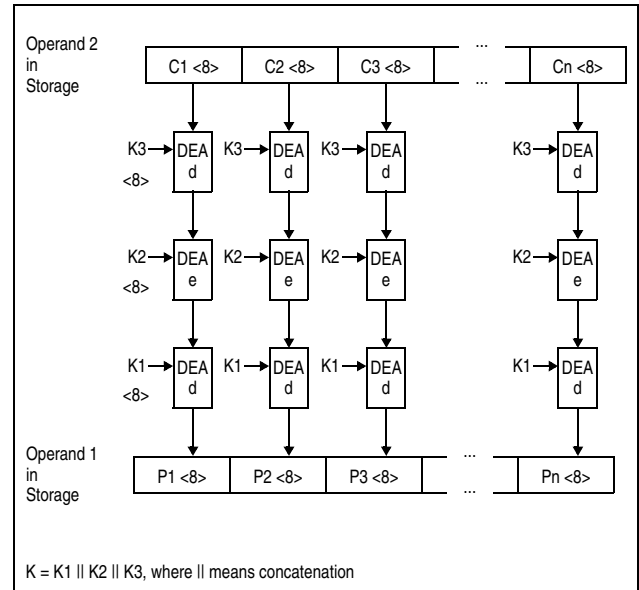 Operand 2
in
Storage
...
C1 <8> C2 <8> C3 <8> ... Cn <8>
K3 DEA K3 DEA K3 DEA K3 DEA
<8> d d d d
K2 DEA K2 DEA K2 DEA K2 DEA
<8> e e e e
K1 DEA K1 DEA K1 DEA K1 DEA
<8> d d d d
Operand 1
in
Storage
...
P1 <8> P2 <8> P3 <8> ... Pn <8>
K = K1 || K2 || K3, where || means concatenation